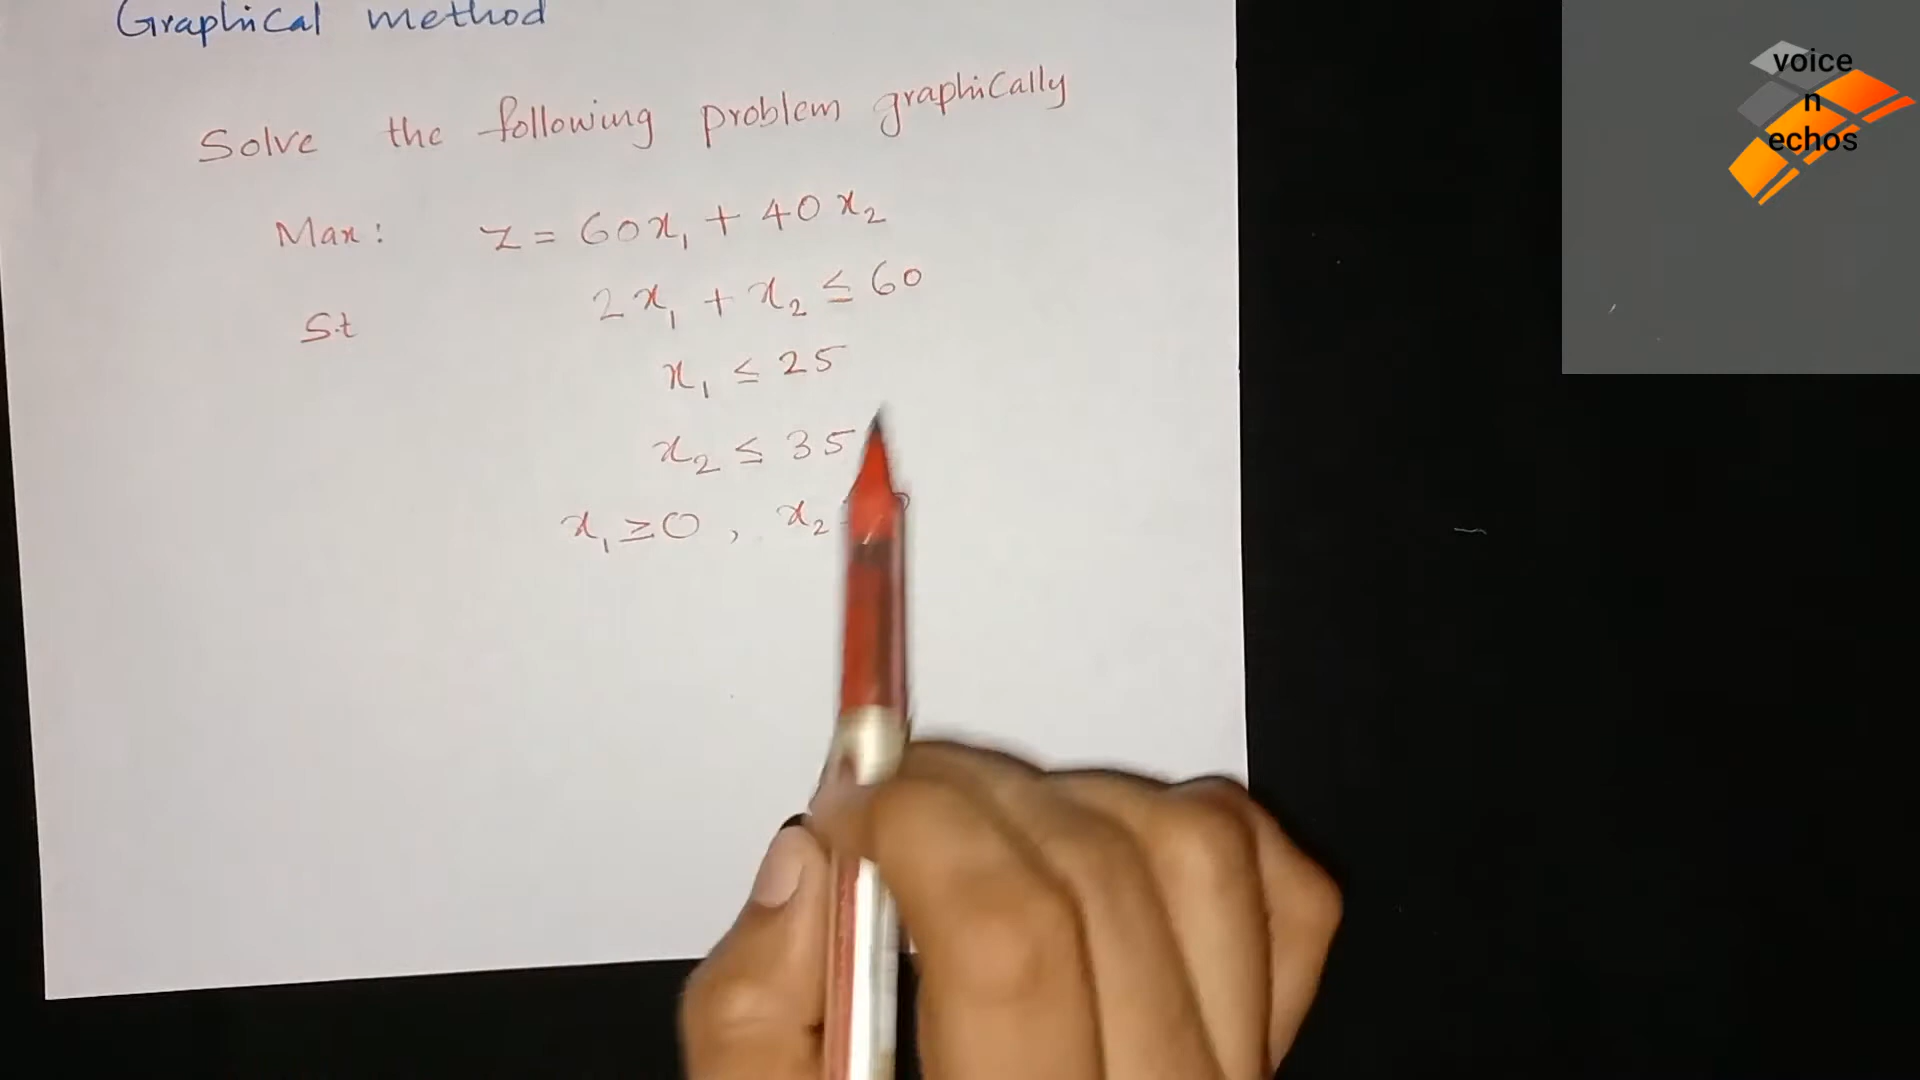 Graphical method
Solve the following problem graphically
Max: z = 60x₁ + 40x₂
S.t 2x₁ + x₂ ≤ 60
x₁ ≤ 25
x₂ ≤ 35
x₁ ≥ 0 , x₂
voice
n
echos